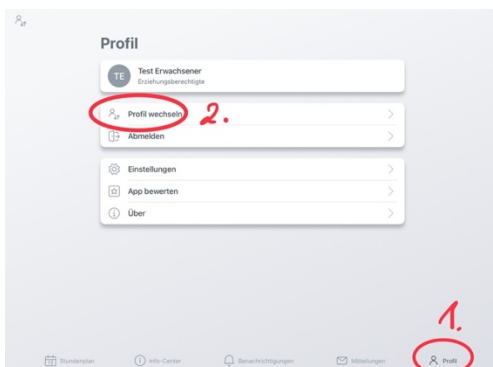 Profil
TE
Test Erwachsener
Erziehungsberechtigte
Profil wechseln
2.
Abmelden
Einstellungen
App bewerten
Über
1.
Stundenplan
Info-Center
Benachrichtigungen
Mitteilungen
Profil